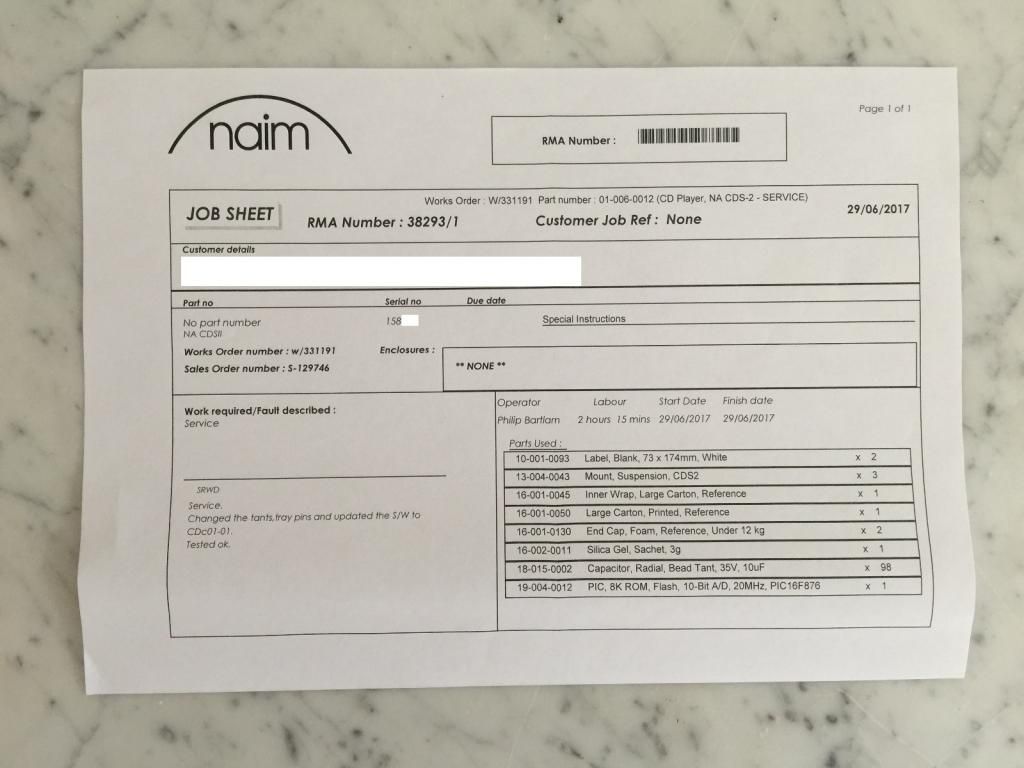 naim
RMA Number :
Page 1 of 1
Works Order : W/331191 Part number : 01-006-0012 (CD Player, NA CDS-2 - SERVICE)
JOB SHEET
RMA Number : 38293/1
Customer Job Ref : None
29/06/2017
Customer details
Part no Serial no Due date
No part number 158
NA CDSII
Special Instructions
Works Order number : w/331191 Enclosures :
Sales Order number : S-129746
** NONE **
Work required/Fault described :
Service
SRWD
Service.
Changed the tants,tray pins and updated the S/W to
CDc01-01.
Tested ok.
Operator Labour Start Date Finish date
Philip Bartlam 2 hours 15 mins 29/06/2017 29/06/2017
Parts Used :
10-001-0093 Label, Blank, 73 x 174mm, White x 2
13-004-0043 Mount, Suspension, CDS2 x 3
16-001-0045 Inner Wrap, Large Carton, Reference x 1
16-001-0050 Large Carton, Printed, Reference x 1
16-001-0130 End Cap, Foam, Reference, Under 12 kg x 2
16-002-0011 Silica Gel, Sachet, 3g x 1
18-015-0002 Capacitor, Radial, Bead Tant, 35V, 10uF x 98
19-004-0012 PIC, 8K ROM, Flash, 10-Bit A/D, 20MHz, PIC16F876 x 1